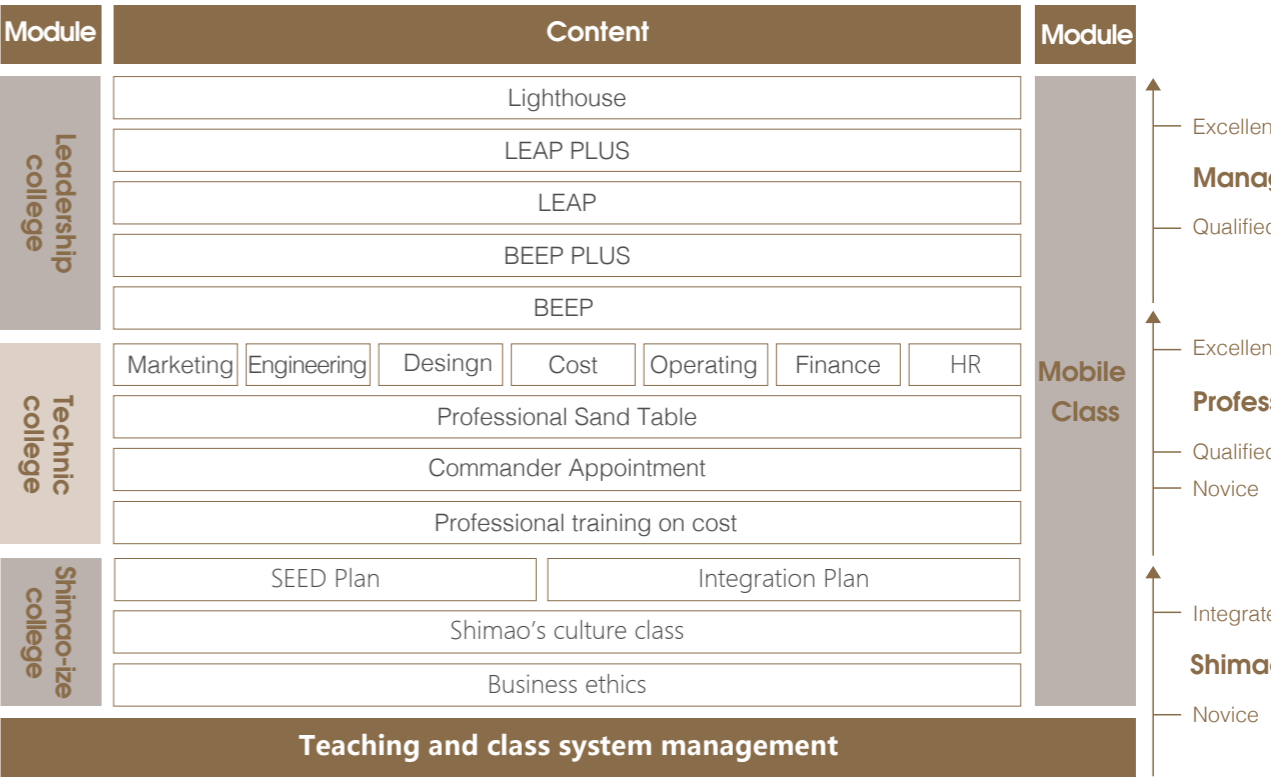 Module
Content
Module
Leadership
college
Lighthouse
LEAP PLUS
LEAP
BEEP PLUS
BEEP
Technic
college
Marketing
Engineering
Desingn
Cost
Operating
Finance
HR
Professional Sand Table
Commander Appointment
Professional training on cost
Shimao-ize
college
SEED Plan
Integration Plan
Shimao's culture class
Business ethics
Mobile
Class
Qualified
Novice
Novice
Teaching and class system management